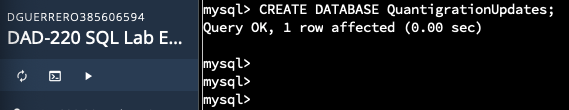 DGUERRERO385606594
DAD-220 SQL Lab E...
mysql> CREATE DATABASE QuantigrationUpdates;
Query OK, 1 row affected (0.00 sec)
mysql>
mysql>
mysql>